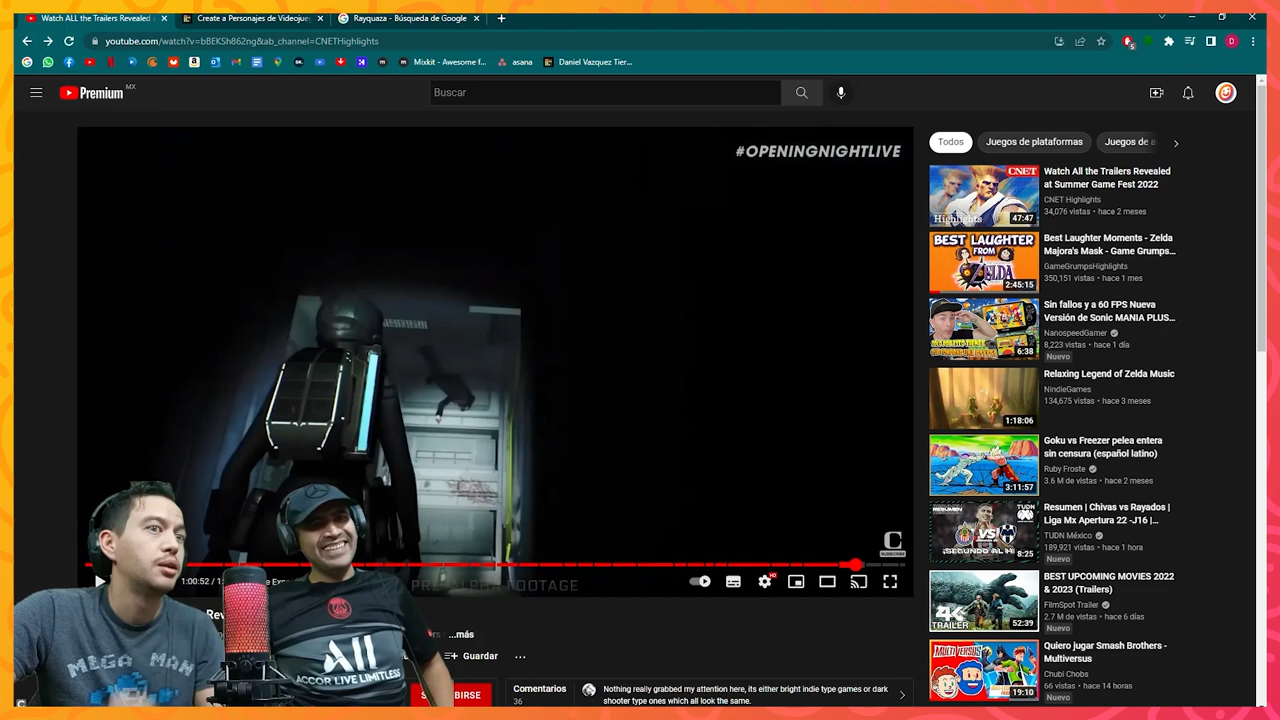 Watch ALL the Trailers Revealed a
Create a Personajes de Videojueg
Rayquaza - Búsqueda de Google
youtube.com/watch?v=bBEKSh862ng&ab_channel=CNETHighlights
Mixkit - Awesome f...
asana
Daniel Vazquez Tier...
Premium MX
Buscar
#OPENINGNIGHTLIVE
Todos
Juegos de plataformas
Juegos de a
CNET
Highlights
47:47
Watch All the Trailers Revealed
at Summer Game Fest 2022
CNET Highlights
34,076 vistas • hace 2 meses
BEST LAUGHTER
FROM
ZELDA
2:45:15
Best Laughter Moments - Zelda
Majora's Mask - Game Grumps...
GameGrumpsHighlights
350,151 vistas • hace 1 mes
6:38
Sin fallos y a 60 FPS Nueva
Versión de Sonic MANIA PLUS...
NanospeedGamer
8,223 vistas • hace 1 día
Nuevo
1:18:06
Relaxing Legend of Zelda Music
NindieGames
134,675 vistas • hace 3 meses
3:11:57
Goku vs Freezer pelea entera
sin censura (español latino)
Ruby Froste
3.6 M de vistas • hace 2 meses
RESUMEN
TUDN
VS
SEGUNDO AL
8:25
Resumen | Chivas vs Rayados |
Liga Mx Apertura 22 -J16 |...
TUDN México
189,921 vistas • hace 1 hora
Nuevo
4K
TRAILER
52:39
BEST UPCOMING MOVIES 2022
& 2023 (Trailers)
FilmSpot Trailer
2.7 M de vistas • hace 6 días
Nuevo
MULTIVERSUS
19:10
Quiero jugar Smash Brothers -
Multiversus
Chubi Chobs
66 vistas • hace 14 horas
Nuevo
C
SUBSCRIBE
1:00:52 / 1
HD
FOOTAGE
Rev
...más
Guardar
MEGA MAN
ALL
ACCOR LIVE LIMITLESS
Comentarios
36
Nothing really grabbed my attention here, its either bright indie type games or dark
shooter type ones which all look the same.